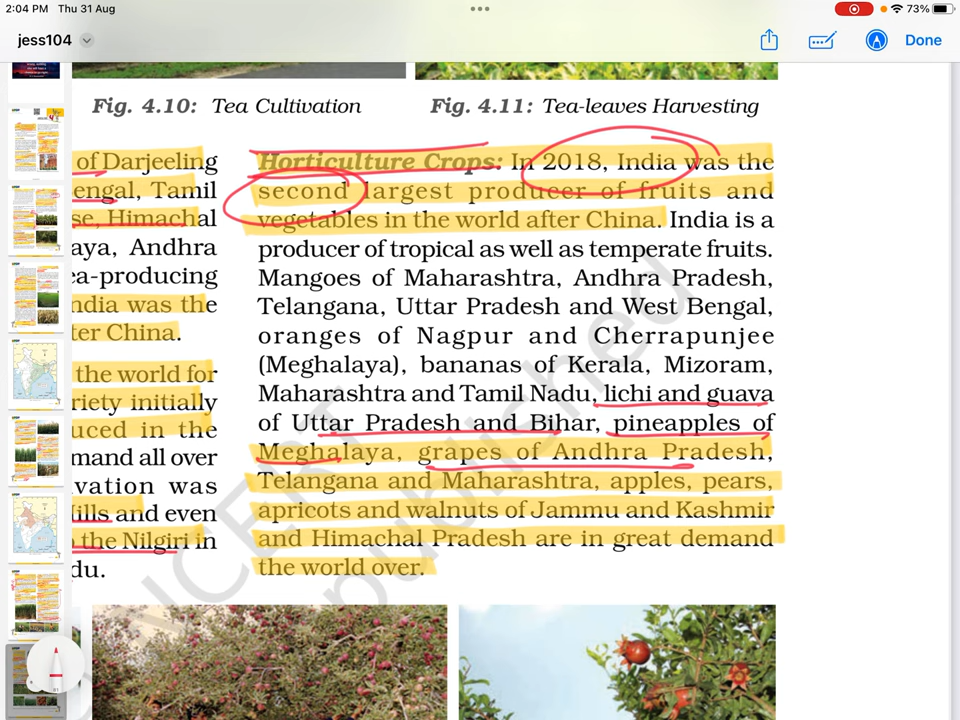 2:04 PM Thu 31 Aug
73%
jess104
Done
Fig. 4.10: Tea Cultivation
Fig. 4.11: Tea-leaves Harvesting
of Darjeeling
engal, Tamil
se, Himachal
aya, Andhra
ea-producing
ndia was the
ter China.
the world for
riety initially
uced in the
mand all over
vation was
ills and even
the Nilgiri in
du.
Horticulture Crops: In 2018, India was the
second largest producer of fruits and
vegetables in the world after China. India is a
producer of tropical as well as temperate fruits.
Mangoes of Maharashtra, Andhra Pradesh,
Telangana, Uttar Pradesh and West Bengal,
oranges of Nagpur and Cherrapunjee
(Meghalaya), bananas of Kerala, Mizoram,
Maharashtra and Tamil Nadu, lichi and guava
of Uttar Pradesh and Bihar, pineapples of
Meghalaya, grapes of Andhra Pradesh,
Telangana and Maharashtra, apples, pears,
apricots and walnuts of Jammu and Kashmir
and Himachal Pradesh are in great demand
the world over.
NCERT
published